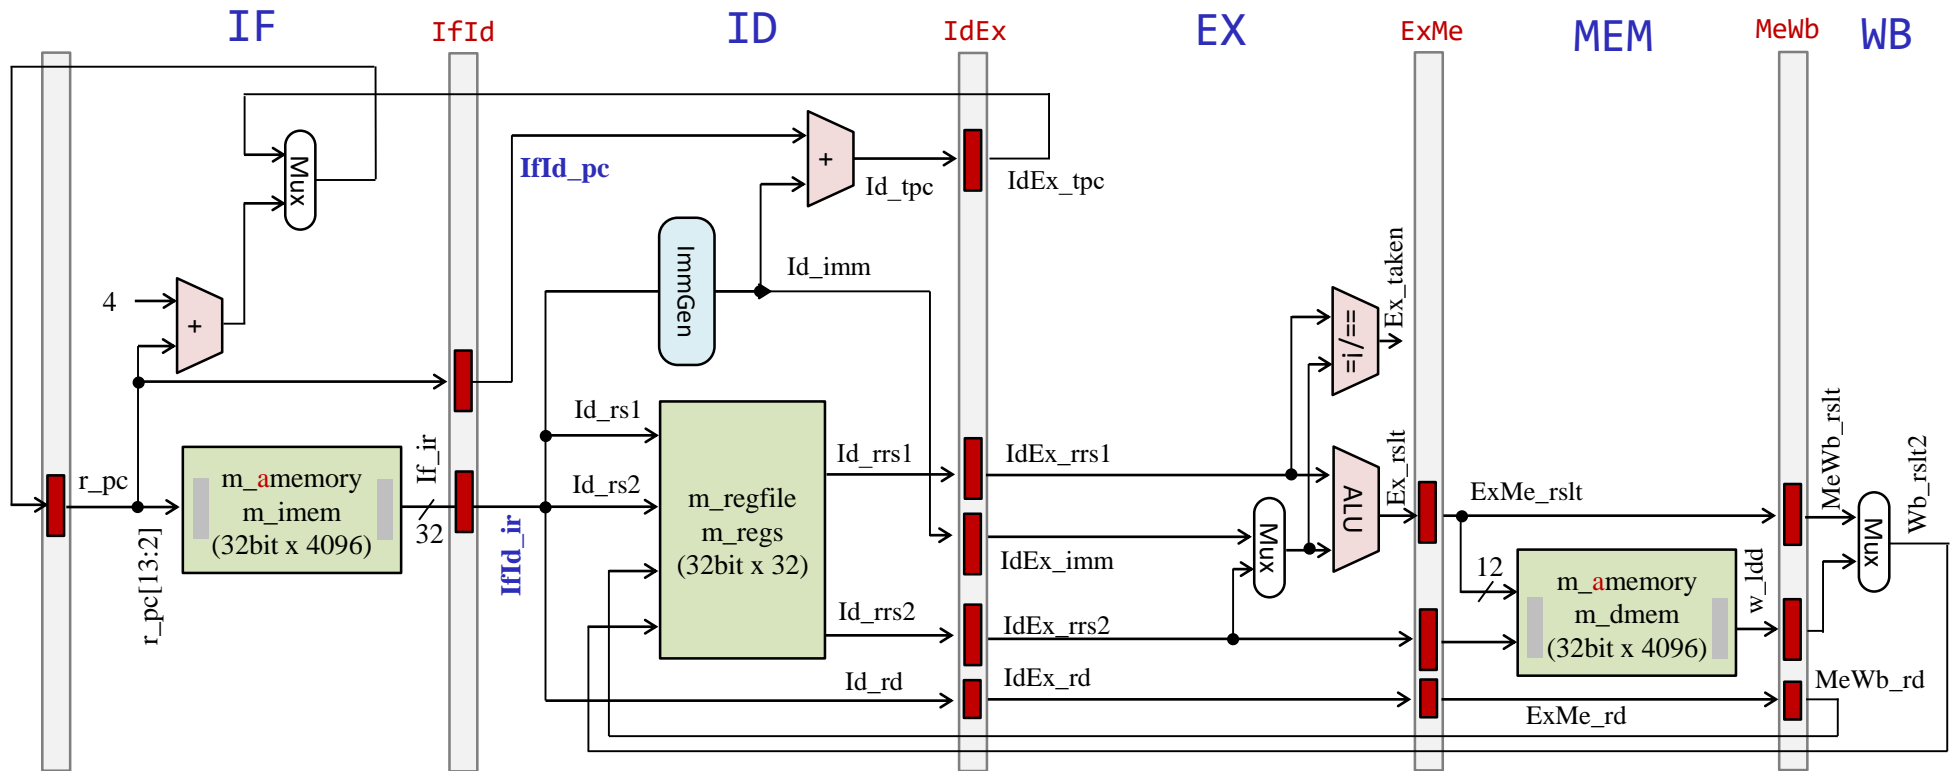 IF
IfId
ID
IdEx
EX
ExMe
MEM
MeWb
WB
Mux
4
+
r_pc
r_pc[13:2]
m_amemory
m_imem
(32bit x 4096)
If_ir
32
IfId_pc
IfId_ir
+
Id_tpc
IdEx_tpc
ImmGen
Id_imm
Id_rs1
Id_rs2
m_regfile
m_regs
(32bit x 32)
Id_rrs1
Id_rrs2
Id_rd
IdEx_rrs1
IdEx_imm
IdEx_rrs2
IdEx_rd
Mux
==/!=
Ex_taken
ALU
Ex_rslt
ExMe_rslt
12
m_amemory
m_dmem
(32bit x 4096)
w_ldd
ExMe_rd
MeWb_rslt
Mux
Wb_rslt2
MeWb_rd